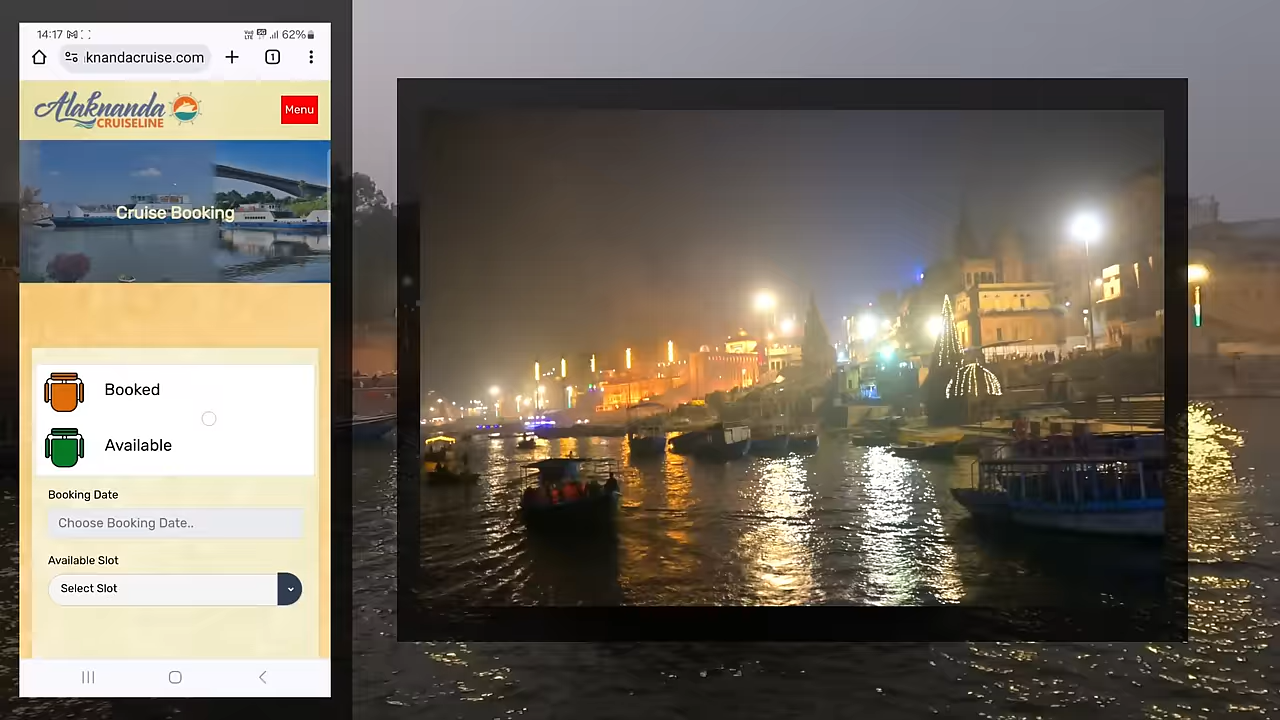 14:17
62%
knandacruise.com
1
Alaknanda
CRUISELINE
Menu
Cruise Booking
Booked
Available
Booking Date
Choose Booking Date..
Available Slot
Select Slot